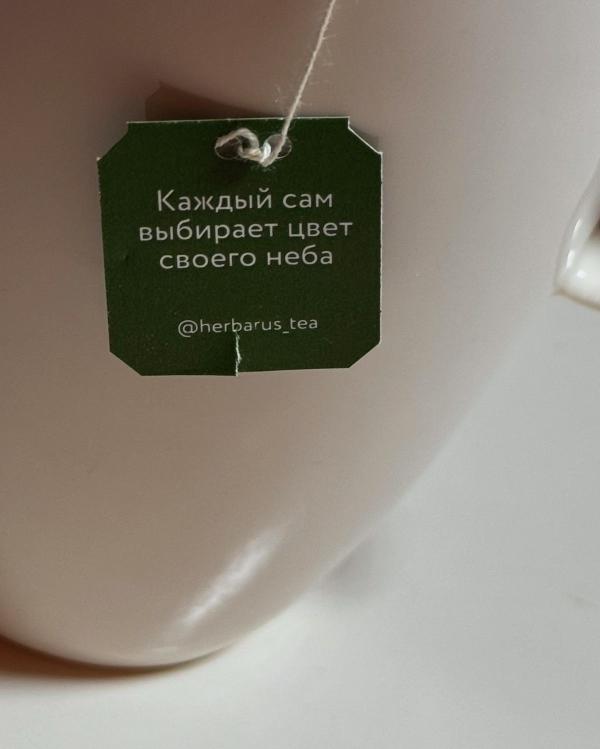 Каждый сам
выбирает цвет
своего неба
@herbarus_tea